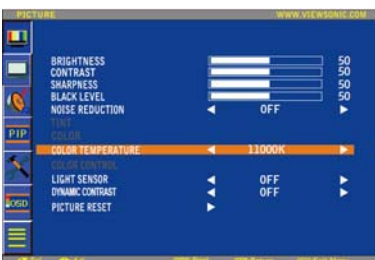 PICTURE WWW.VIEWSONIC.COM
BRIGHTNESS 50
CONTRAST 50
SHARPNESS 50
BLACK LEVEL 50
NOISE REDUCTION OFF
TINT
COLOR
COLOR TEMPERATURE 11000K
COLOR CONTROL
LIGHT SENSOR OFF
DYNAMIC CONTRAST OFF
PICTURE RESET
PIP
OSD